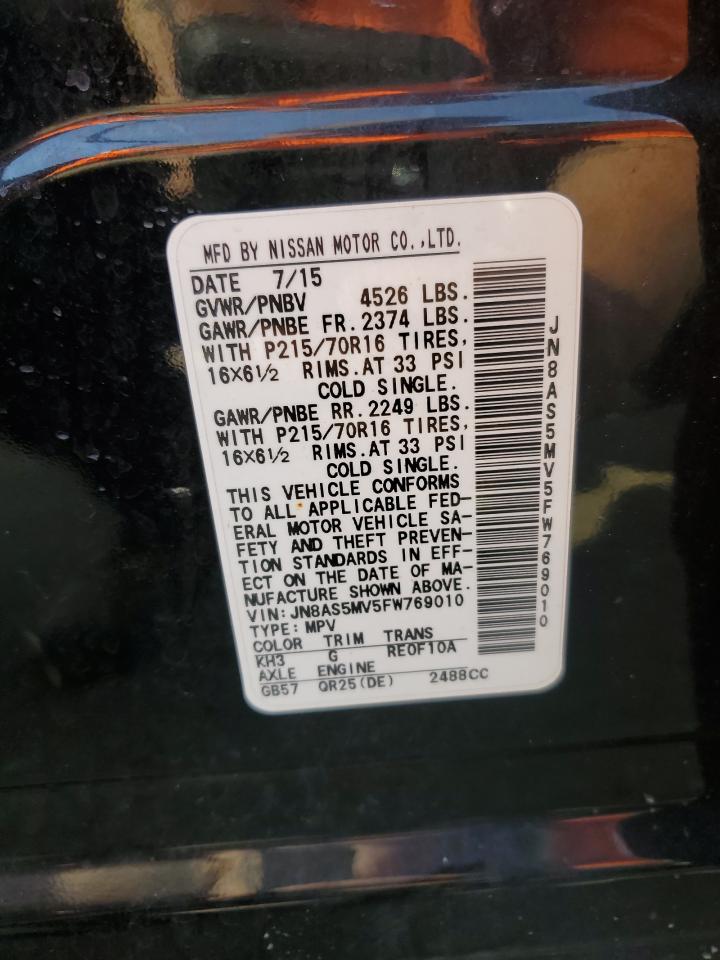 MFD BY NISSAN MOTOR CO.,LTD.
DATE 7/15
GVWR/PNBV 4526 LBS.
GAWR/PNBE FR. 2374 LBS.
WITH P215/70R16 TIRES,
16X6½ RIMS. AT 33 PSI
COLD SINGLE.
GAWR/PNBE RR. 2249 LBS.
WITH P215/70R16 TIRES,
16X6½ RIMS. AT 33 PSI
COLD SINGLE.
THIS VEHICLE CONFORMS
TO ALL APPLICABLE FED-
ERAL MOTOR VEHICLE SA-
FETY AND THEFT PREVEN-
TION STANDARDS IN EFF-
ECT ON THE DATE OF MA-
NUFACTURE SHOWN ABOVE.
VIN: JN8AS5MV5FW769010
TYPE: MPV
COLOR TRIM TRANS
KH3 G RE0F10A
AXLE ENGINE
GB57 QR25(DE) 2488CC
JN8AS5MV5FW769010